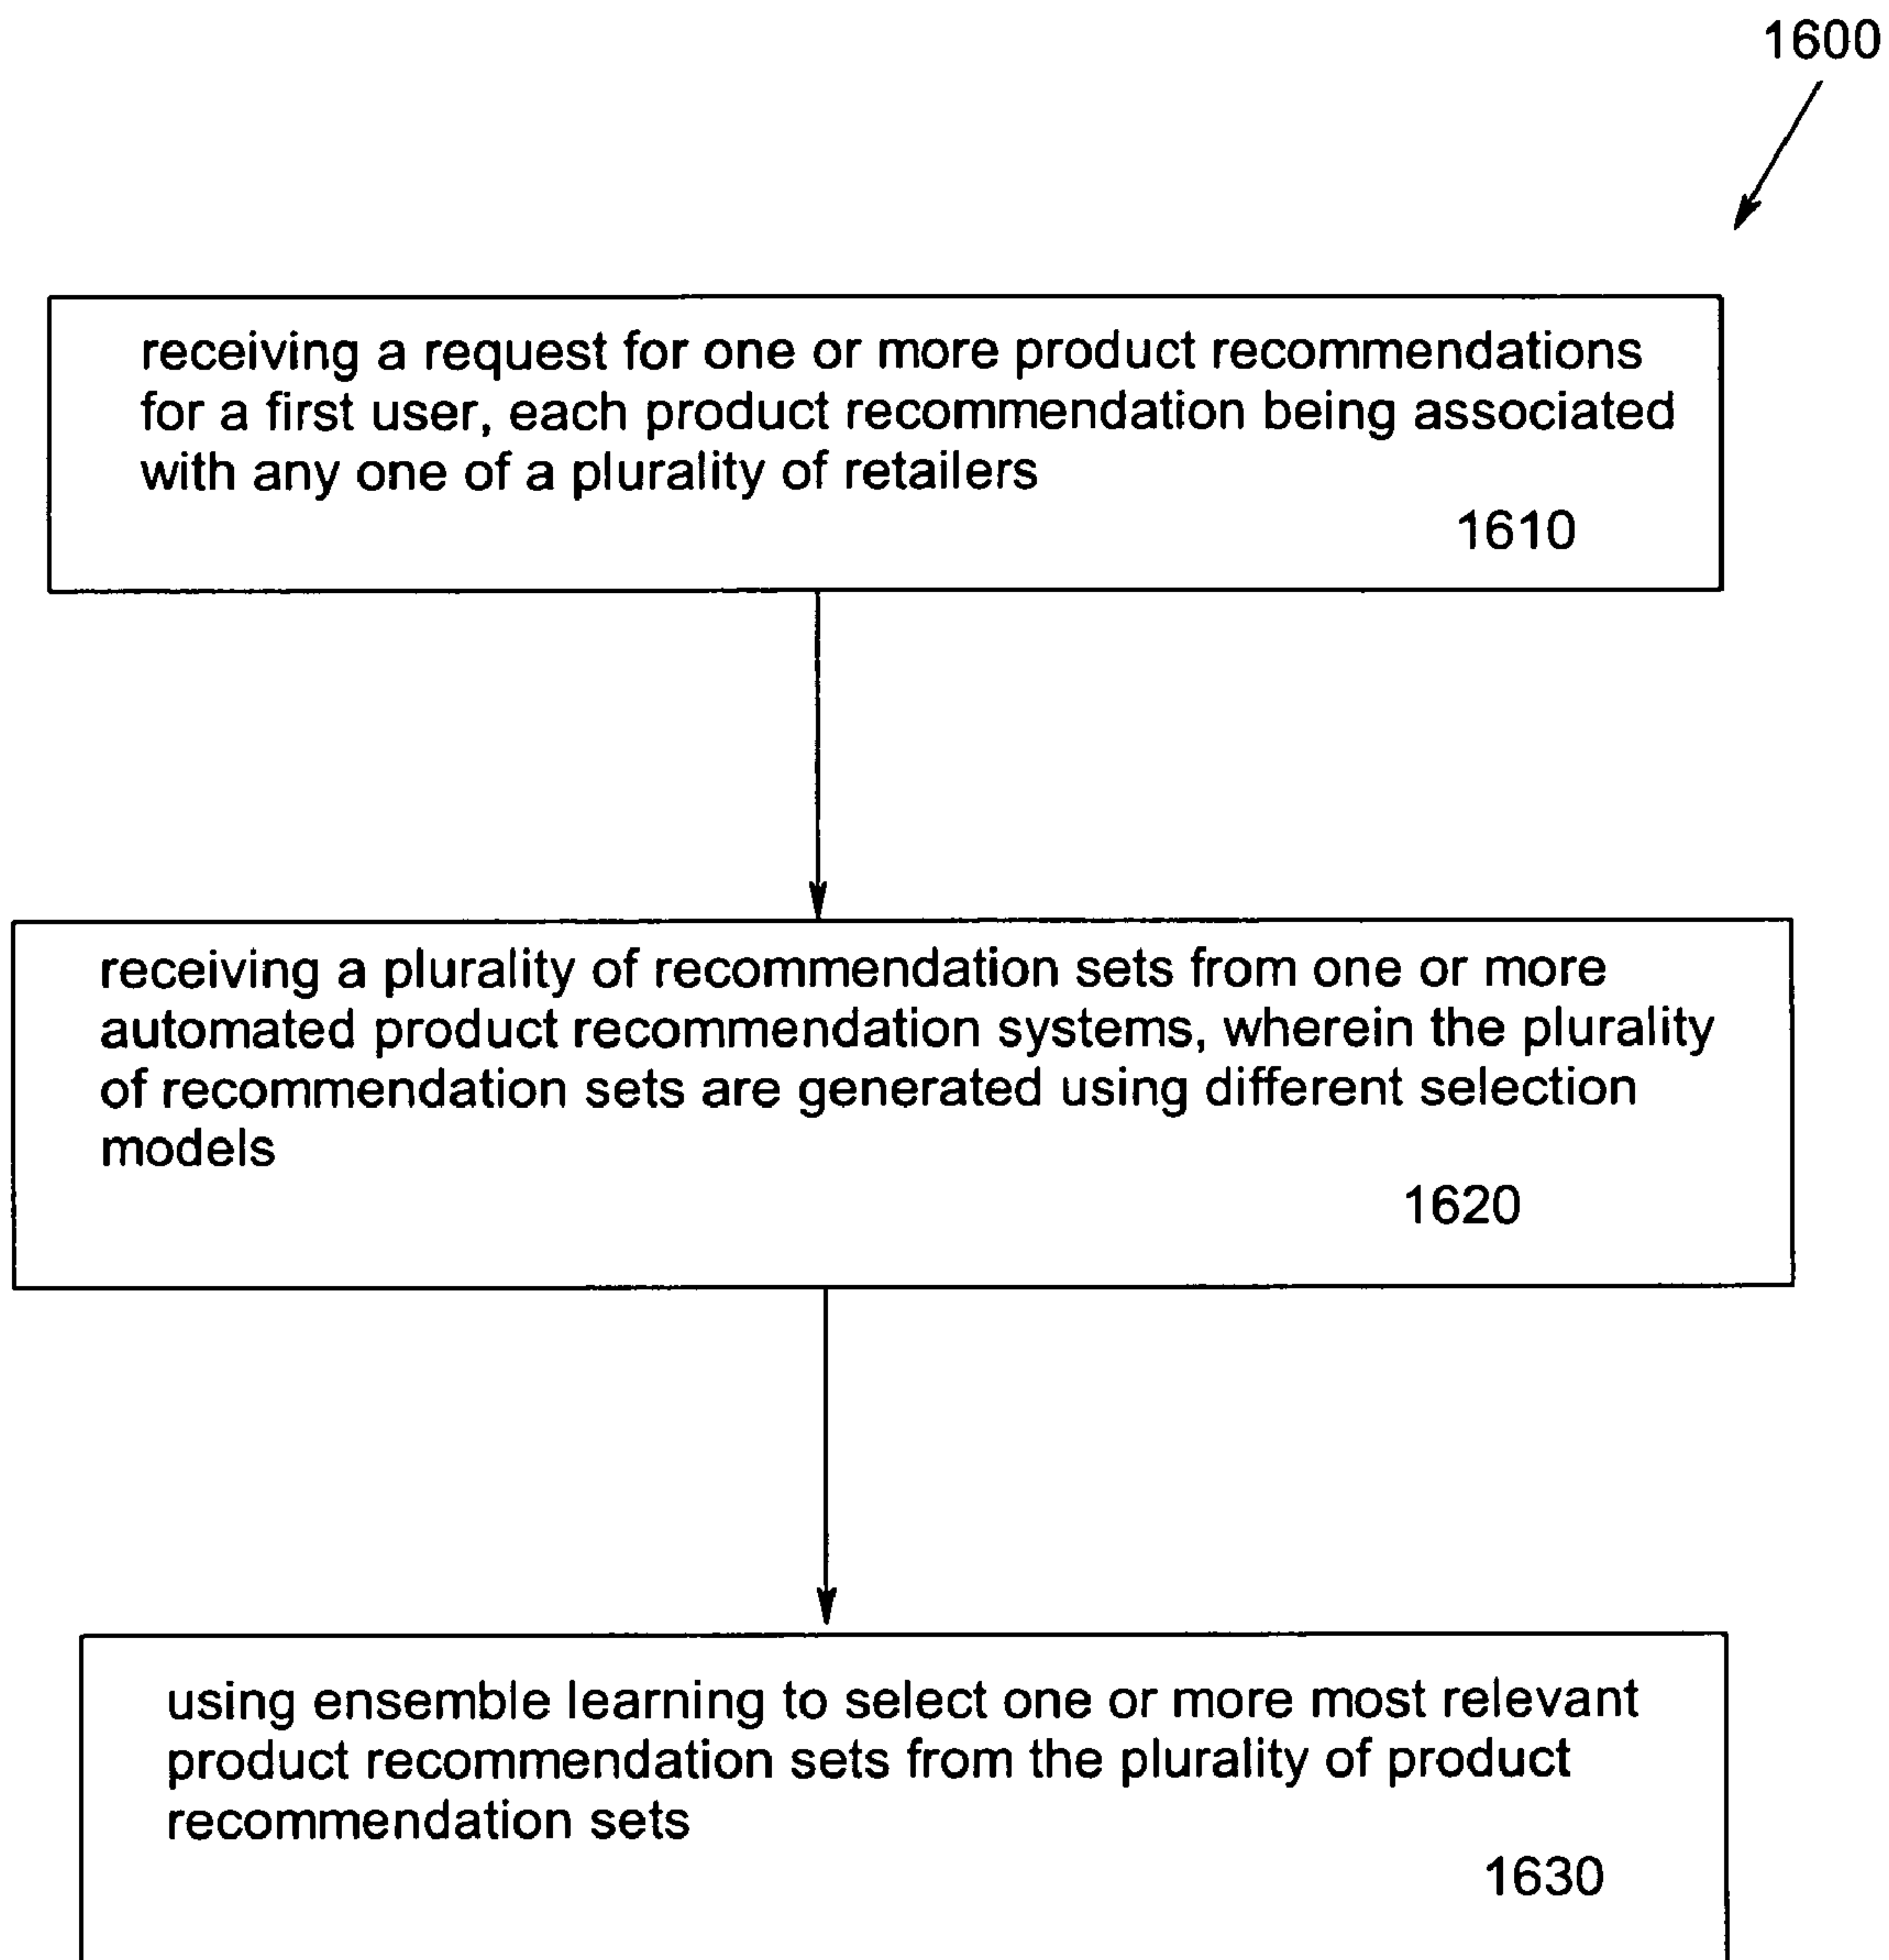 1600
receiving a request for one or more product recommendations
for a first user, each product recommendation being associated
with any one of a plurality of retailers
1610
receiving a plurality of recommendation sets from one or more
automated product recommendation systems, wherein the plurality
of recommendation sets are generated using different selection
models
1620
using ensemble learning to select one or more most relevant
product recommendation sets from the plurality of product
recommendation sets
1630